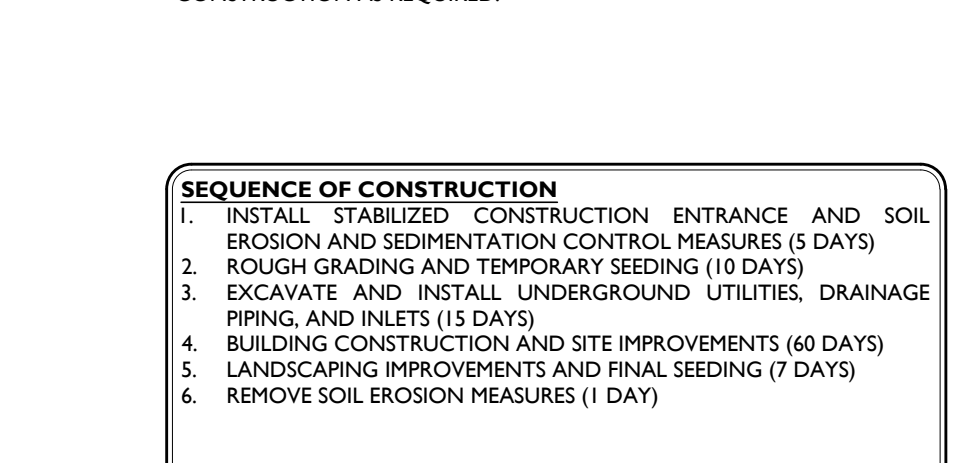 CONSTRUCTION AS REQUIRED.
SEQUENCE OF CONSTRUCTION
1. INSTALL STABILIZED CONSTRUCTION ENTRANCE AND SOIL
EROSION AND SEDIMENTATION CONTROL MEASURES (5 DAYS)
2. ROUGH GRADING AND TEMPORARY SEEDING (10 DAYS)
3. EXCAVATE AND INSTALL UNDERGROUND UTILITIES, DRAINAGE
PIPING, AND INLETS (15 DAYS)
4. BUILDING CONSTRUCTION AND SITE IMPROVEMENTS (60 DAYS)
5. LANDSCAPING IMPROVEMENTS AND FINAL SEEDING (7 DAYS)
6. REMOVE SOIL EROSION MEASURES (1 DAY)